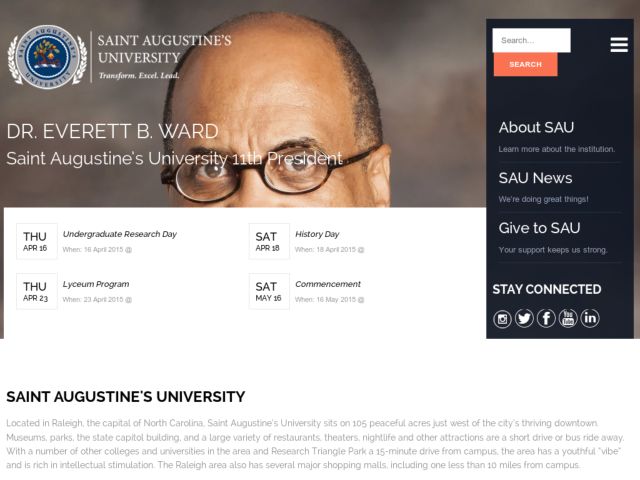 SAINT AUGUSTINE'S
UNIVERSITY
Transform. Excel. Lead.
SAINT AUGUSTINE'S
UNIVERSITY
Search...
SEARCH
DR. EVERETT B. WARD
Saint Augustine's University 11th President
About SAU
Learn more about the institution.
SAU News
We're doing great things!
Give to SAU
Your support keeps us strong.
STAY CONNECTED
You
Tube
in
THU
APR 16
Undergraduate Research Day
When: 16 April 2015 @
SAT
APR 18
History Day
When: 18 April 2015 @
THU
APR 23
Lyceum Program
When: 23 April 2015 @
SAT
MAY 16
Commencement
When: 16 May 2015 @
SAINT AUGUSTINE'S UNIVERSITY
Located in Raleigh, the capital of North Carolina, Saint Augustine's University sits on 105 peaceful acres just west of the city's thriving downtown.
Museums, parks, the state capitol building, and a large variety of restaurants, theaters, nightlife and other attractions are a short drive or bus ride away.
With a number of other colleges and universities in the area and Research Triangle Park a 15-minute drive from campus, the area has a youthful "vibe"
and is rich in intellectual stimulation. The Raleigh area also has several major shopping malls, including one less than 10 miles from campus.